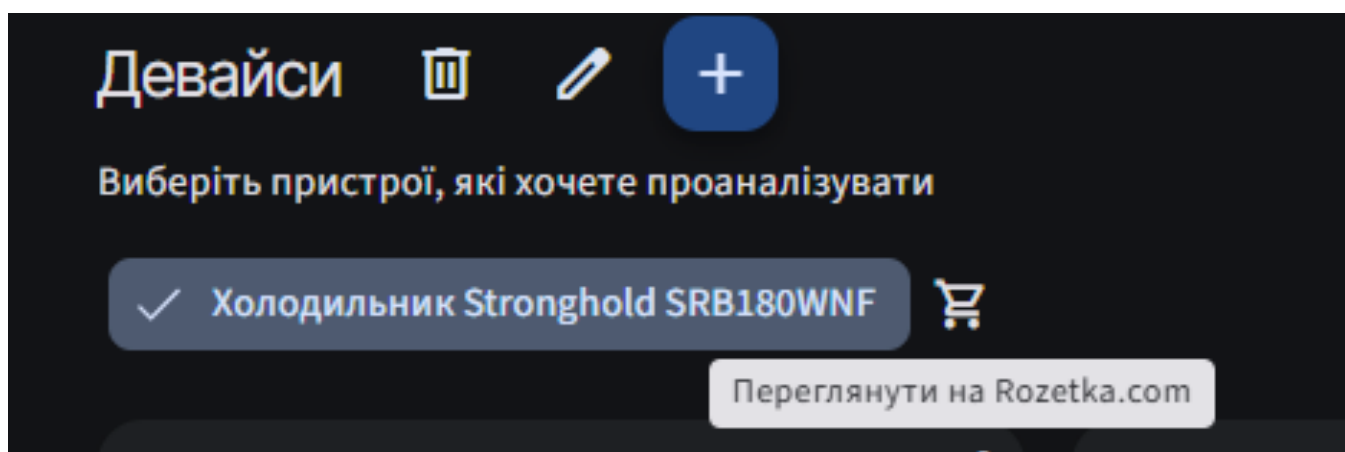 Девайси
Виберіть пристрої, які хочете проаналізувати
Холодильник Stronghold SRB180WNF
Переглянути на Rozetka.com